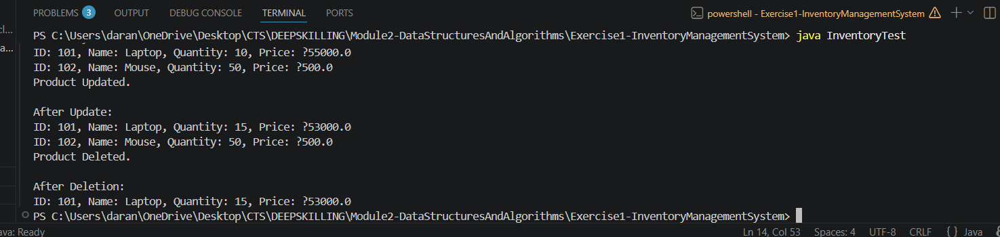 PROBLEMS 3 OUTPUT DEBUG CONSOLE TERMINAL PORTS powershell - Exercise1-InventoryManagementSystem
PS C:\Users\daran\OneDrive\Desktop\CTS\DEEPSKILLING\Module2-DataStructuresAndAlgorithms\Exercise1-InventoryManagementSystem> java InventoryTest
ID: 101, Name: Laptop, Quantity: 10, Price: ?55000.0
ID: 102, Name: Mouse, Quantity: 50, Price: ?500.0
Product Updated.
After Update:
ID: 101, Name: Laptop, Quantity: 15, Price: ?53000.0
ID: 102, Name: Mouse, Quantity: 50, Price: ?500.0
Product Deleted.
After Deletion:
ID: 101, Name: Laptop, Quantity: 15, Price: ?53000.0
PS C:\Users\daran\OneDrive\Desktop\CTS\DEEPSKILLING\Module2-DataStructuresAndAlgorithms\Exercise1-InventoryManagementSystem>
Ready Ln 14, Col 53 Spaces: 4 UTF-8 CRLF {} Java